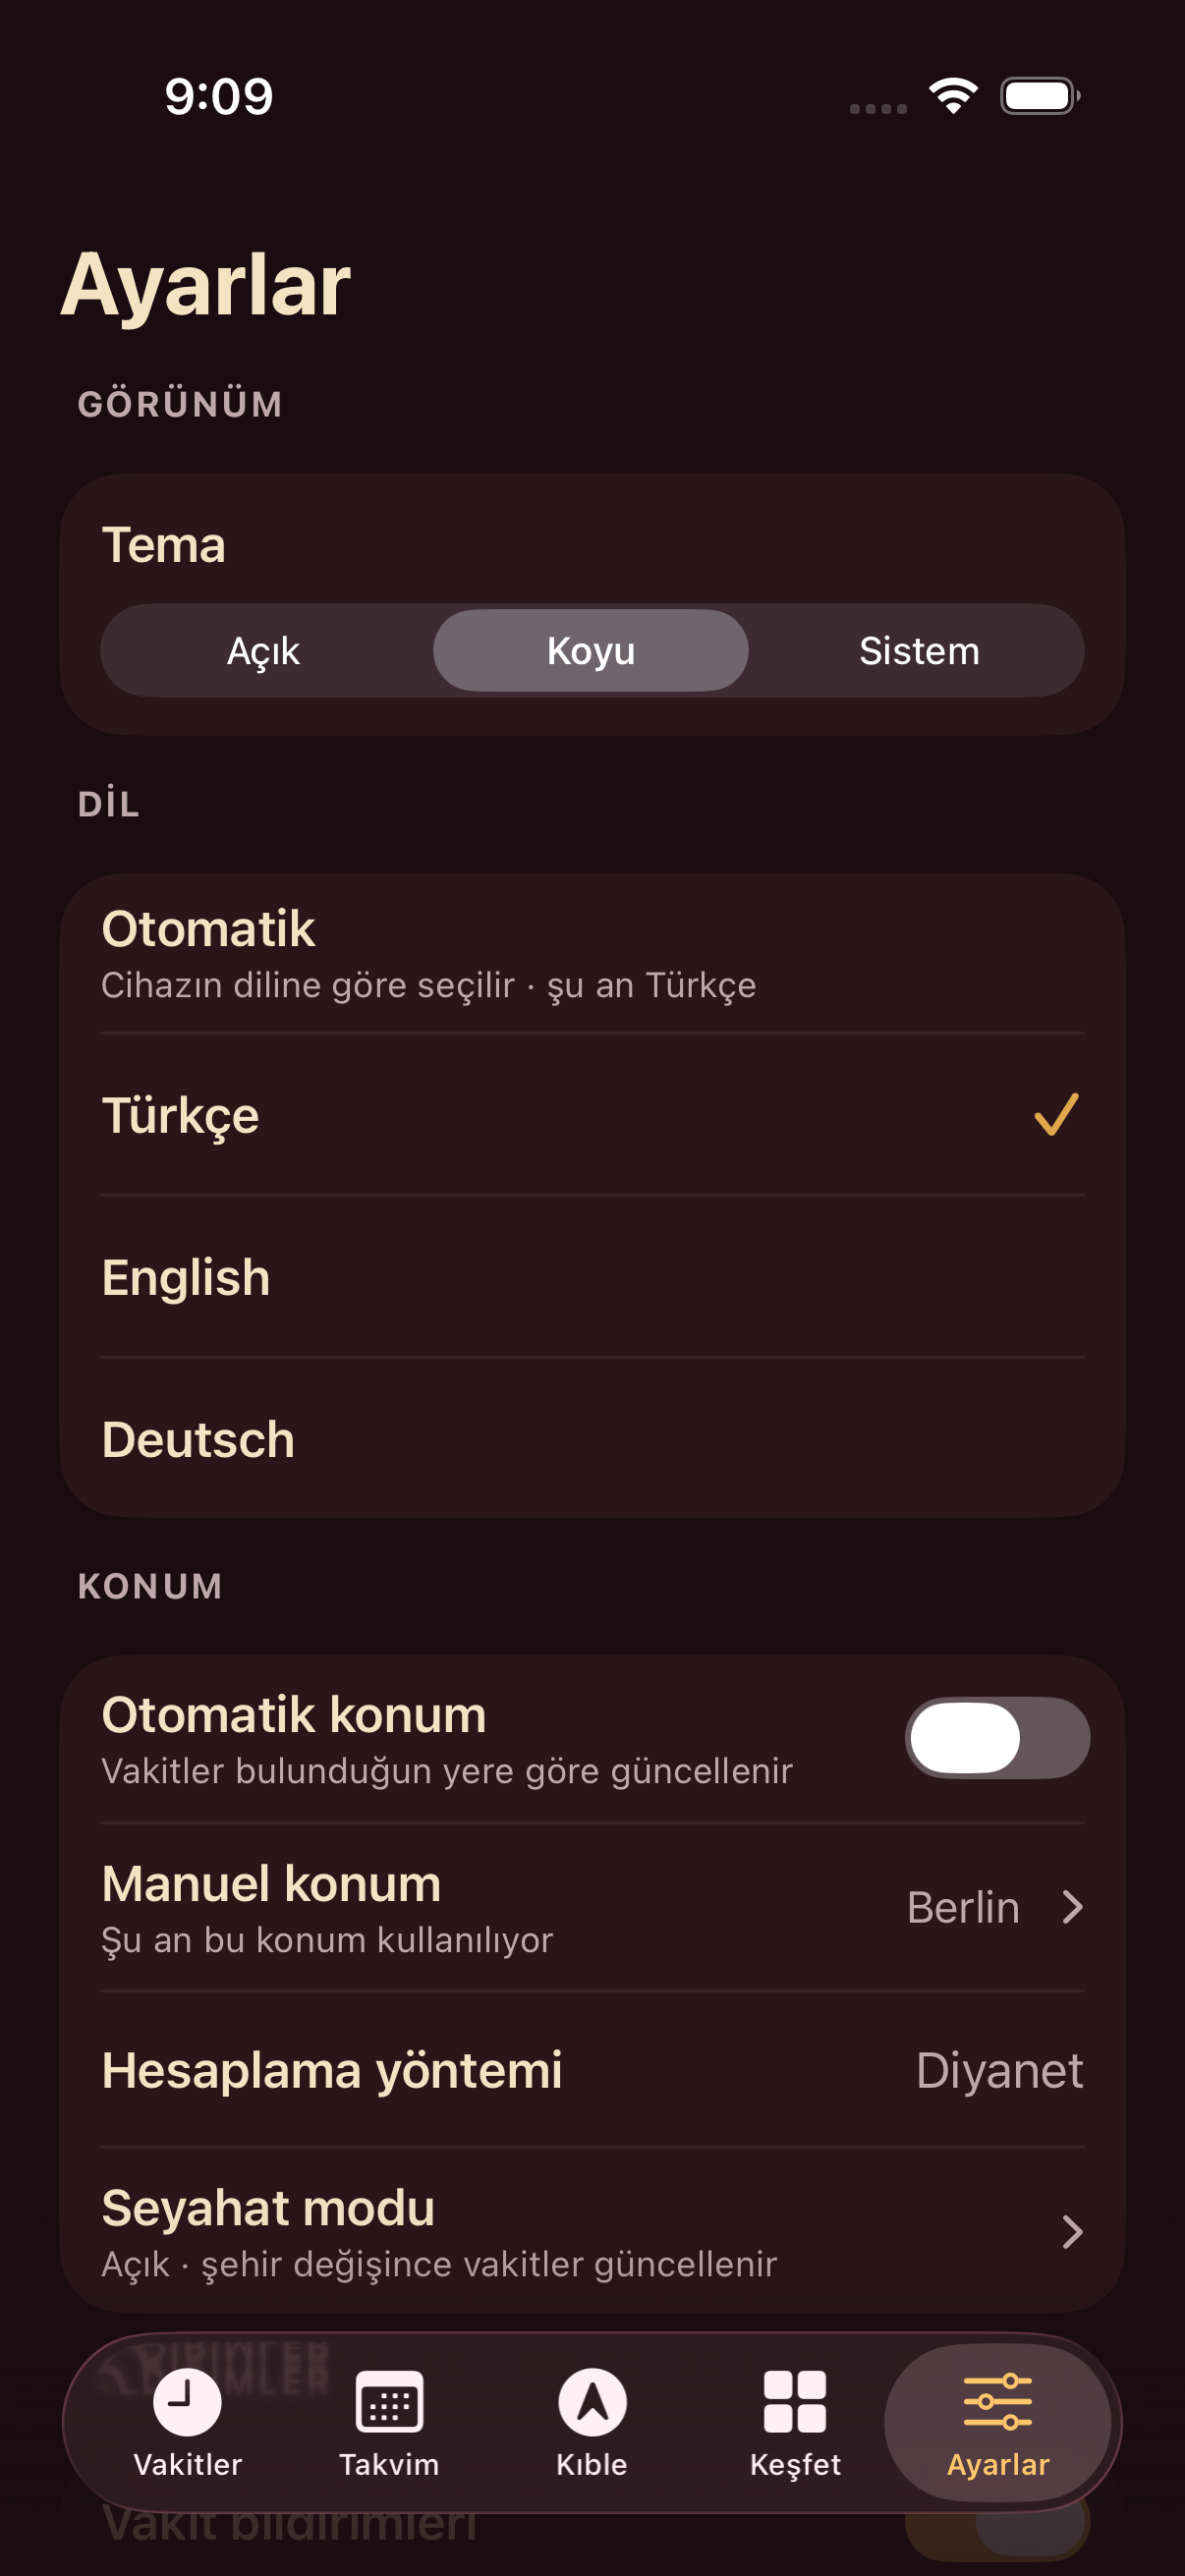 9:09
Ayarlar
GÖRÜNÜM
Tema
Açık
Koyu
Sistem
DİL
Otomatik
Cihazın diline göre seçilir · şu an Türkçe
Türkçe
English
Deutsch
KONUM
Otomatik konum
Vakitler bulunduğun yere göre güncellenir
Manuel konum
Şu an bu konum kullanılıyor
Berlin
Hesaplama yöntemi
Diyanet
Seyahat modu
Açık · şehir değişince vakitler güncellenir
Vakitler
Takvim
Kıble
Keşfet
Ayarlar
Vakit bildirimleri